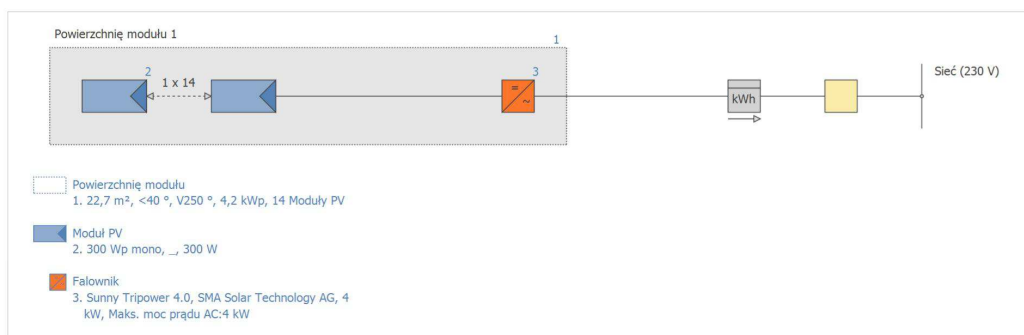 Powierzchnię modułu 1
1
2
1 x 14
3
=
~
kWh
Sieć (230 V)
Powierzchnię modułu
1. 22,7 m², <40 °, V250 °, 4,2 kWp, 14 Moduły PV
Moduł PV
2. 300 Wp mono, _, 300 W
Falownik
3. Sunny Tripower 4.0, SMA Solar Technology AG, 4
kW, Maks. moc prądu AC:4 kW